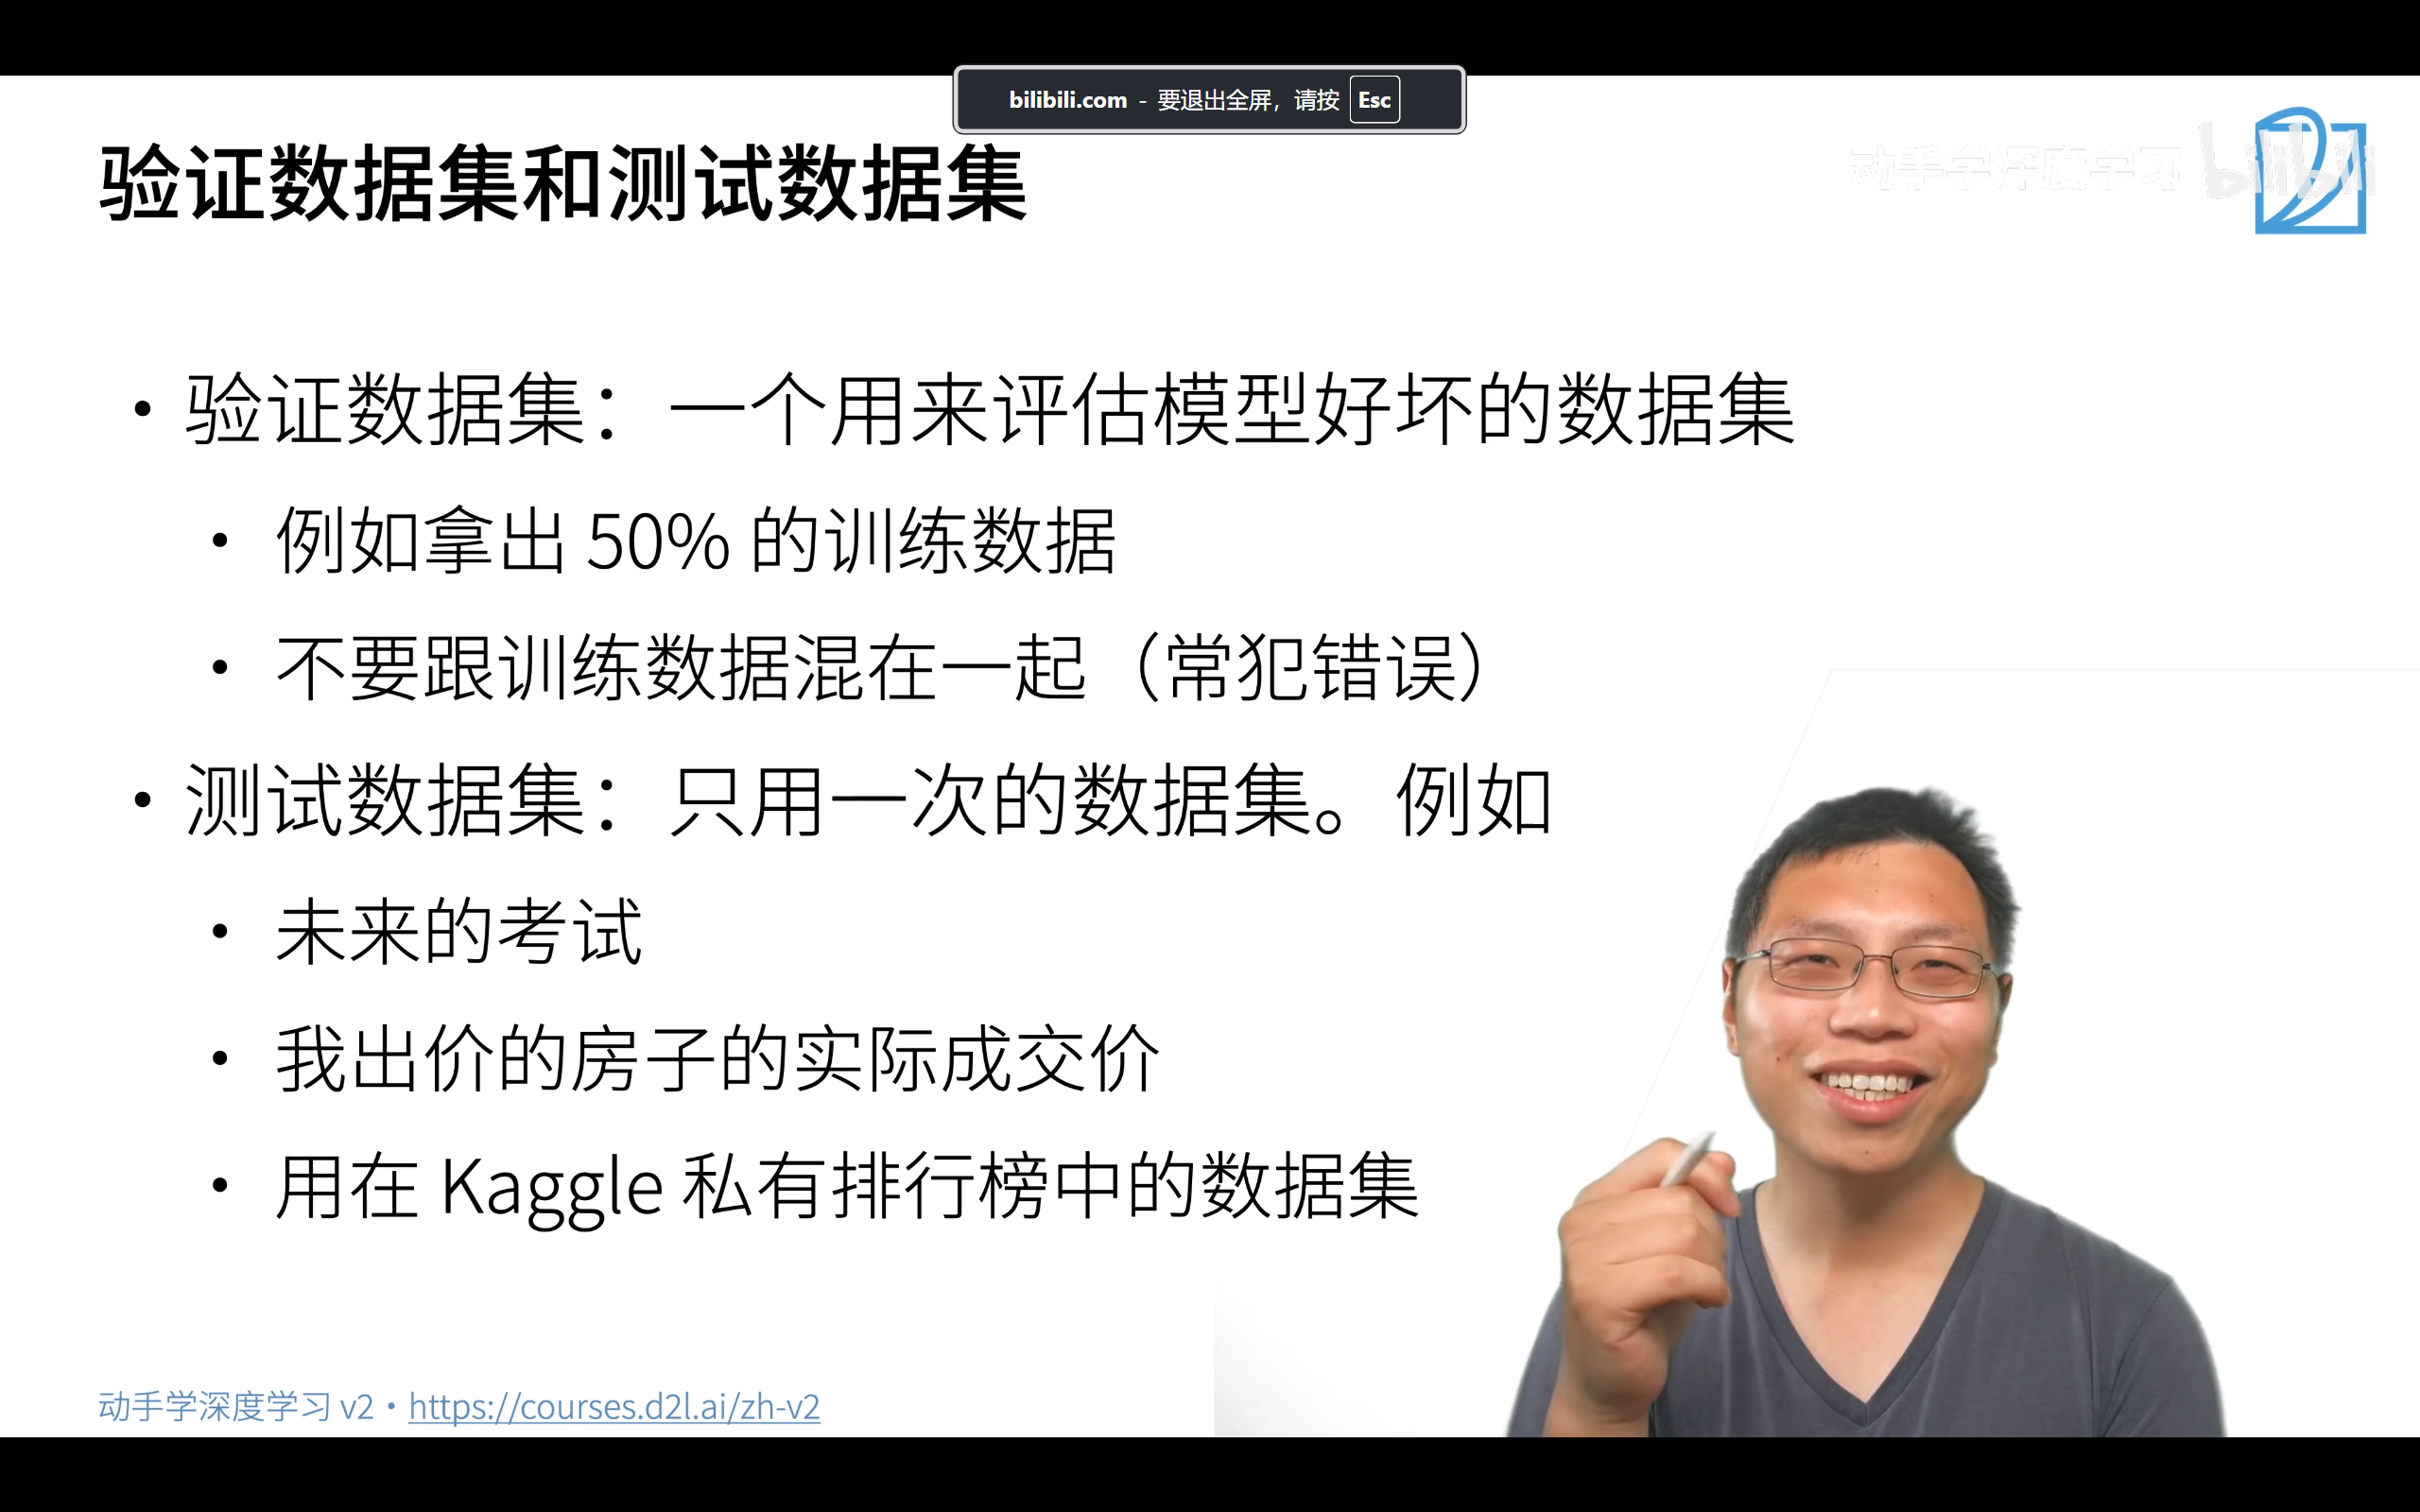 bilibili.com - 要退出全屏，请按 Esc
验证数据集和测试数据集
动手学深度学习 bilibili
• 验证数据集：一个用来评估模型好坏的数据集
• 例如拿出 50% 的训练数据
• 不要跟训练数据混在一起（常犯错误）
• 测试数据集：只用一次的数据集。例如
• 未来的考试
• 我出价的房子的实际成交价
• 用在 Kaggle 私有排行榜中的数据集
动手学深度学习 v2 • https://courses.d2l.ai/zh-v2